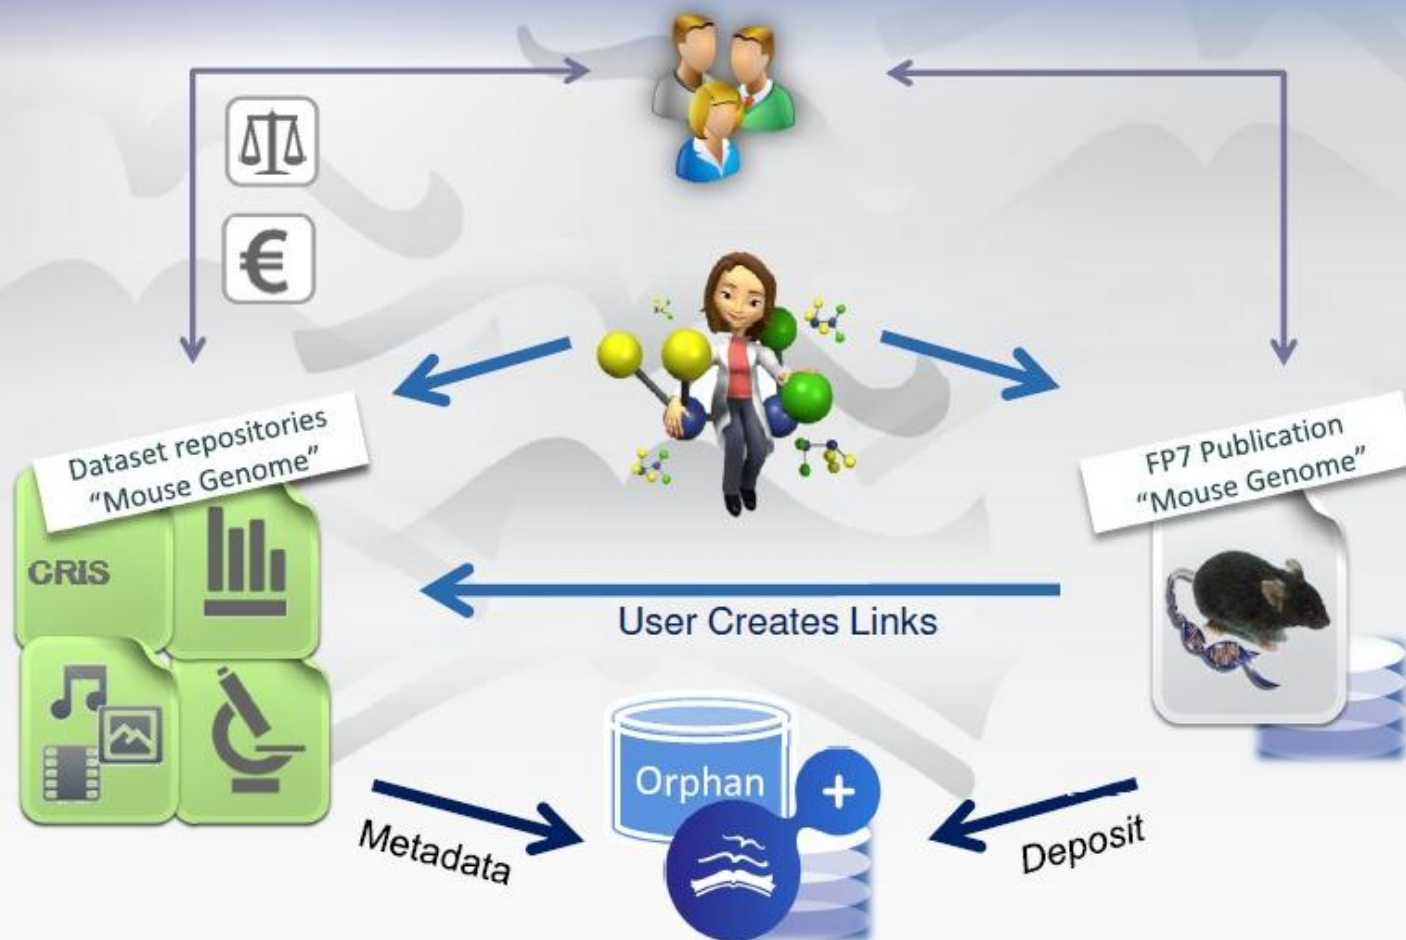 €
Dataset repositories
“Mouse Genome”
FP7 Publication
“Mouse Genome”
CRIS
User Creates Links
Orphan
+
Metadata
Deposit